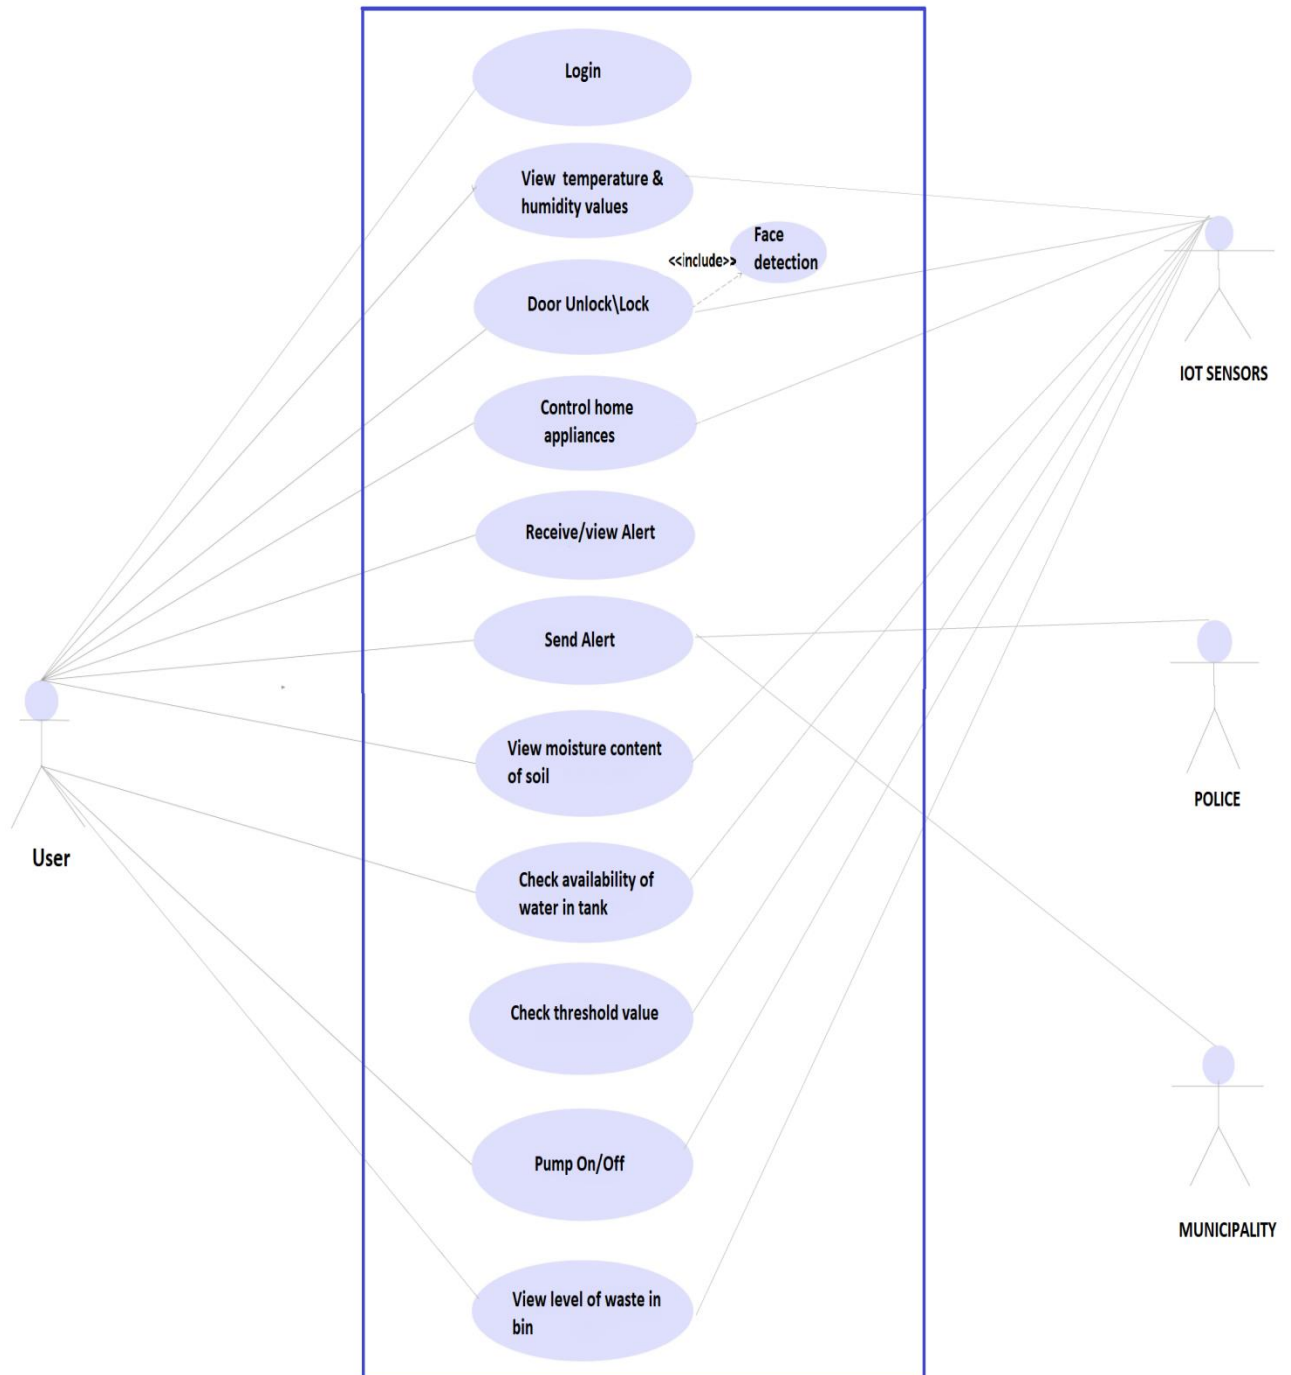 Login
View temperature &
humidity values
Face
detection
<<include>>
Door Unlock\Lock
IOT SENSORS
Control home
appliances
Receive/view Alert
Send Alert
View moisture content
of soil
POLICE
User
Check availability of
water in tank
Check threshold value
Pump On/Off
MUNICIPALITY
View level of waste in
bin